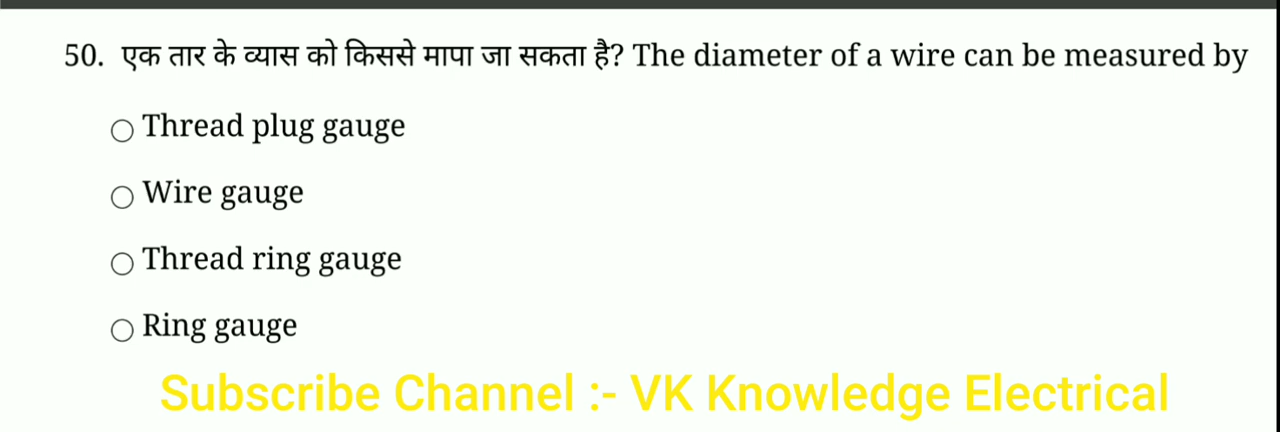 50. एक तार के व्यास को किससे मापा जा सकता है? The diameter of a wire can be measured by
Thread plug gauge
Wire gauge
Thread ring gauge
Ring gauge
Subscribe Channel :- VK Knowledge Electrical